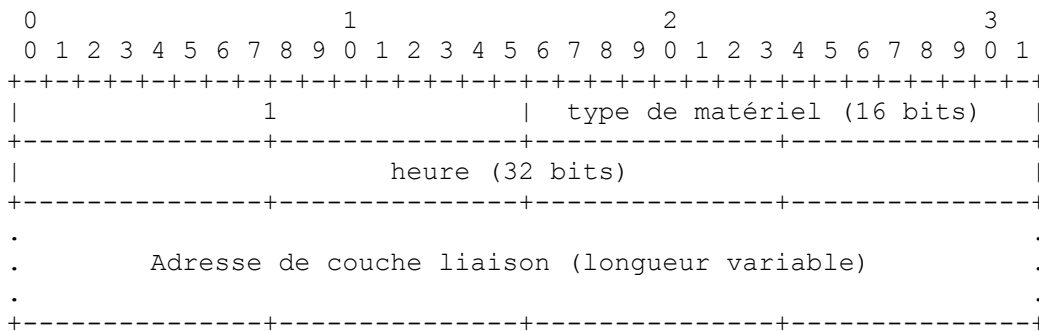 0                   1                   2                   3
0 1 2 3 4 5 6 7 8 9 0 1 2 3 4 5 6 7 8 9 0 1 2 3 4 5 6 7 8 9 0 1
+-+-+-+-+-+-+-+-+-+-+-+-+-+-+-+-+-+-+-+-+-+-+-+-+-+-+-+-+-+-+-+-+
|               1               |  type de matériel (16 bits)  |
+---------------+---------------+---------------+---------------+
|                       heure (32 bits)                         |
+---------------+---------------+---------------+---------------+
.                                                               .
.        Adresse de couche liaison (longueur variable)          .
.                                                               .
+---------------+---------------+---------------+---------------+